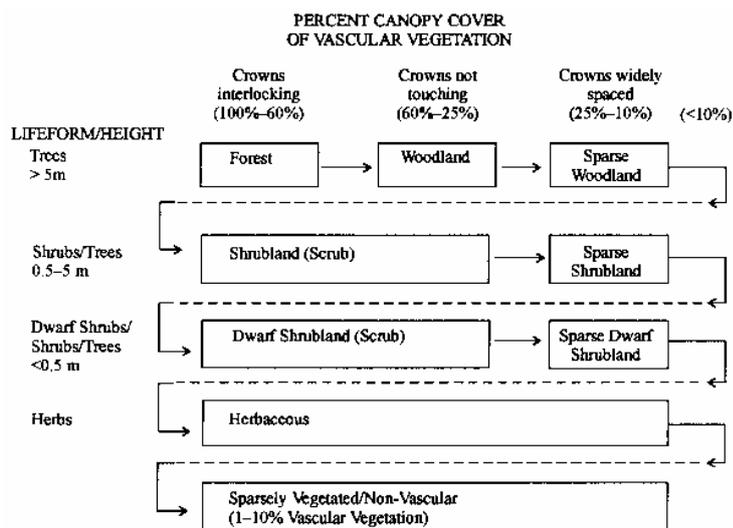 PERCENT CANOPY COVER
OF VASCULAR VEGETATION
Crowns
interlocking
(100%–60%)
Crowns not
touching
(60%–25%)
Crowns widely
spaced
(25%–10%)
(<10%)
LIFEFORM/HEIGHT
Trees
> 5m
Forest
Woodland
Sparse
Woodland
Shrubs/Trees
0.5–5 m
Shrubland (Scrub)
Sparse
Shrubland
Dwarf Shrubs/
Shrubs/Trees
<0.5 m
Dwarf Shrubland (Scrub)
Sparse Dwarf
Shrubland
Herbs
Herbaceous
Sparsely Vegetated/Non-Vascular
(1–10% Vascular Vegetation)